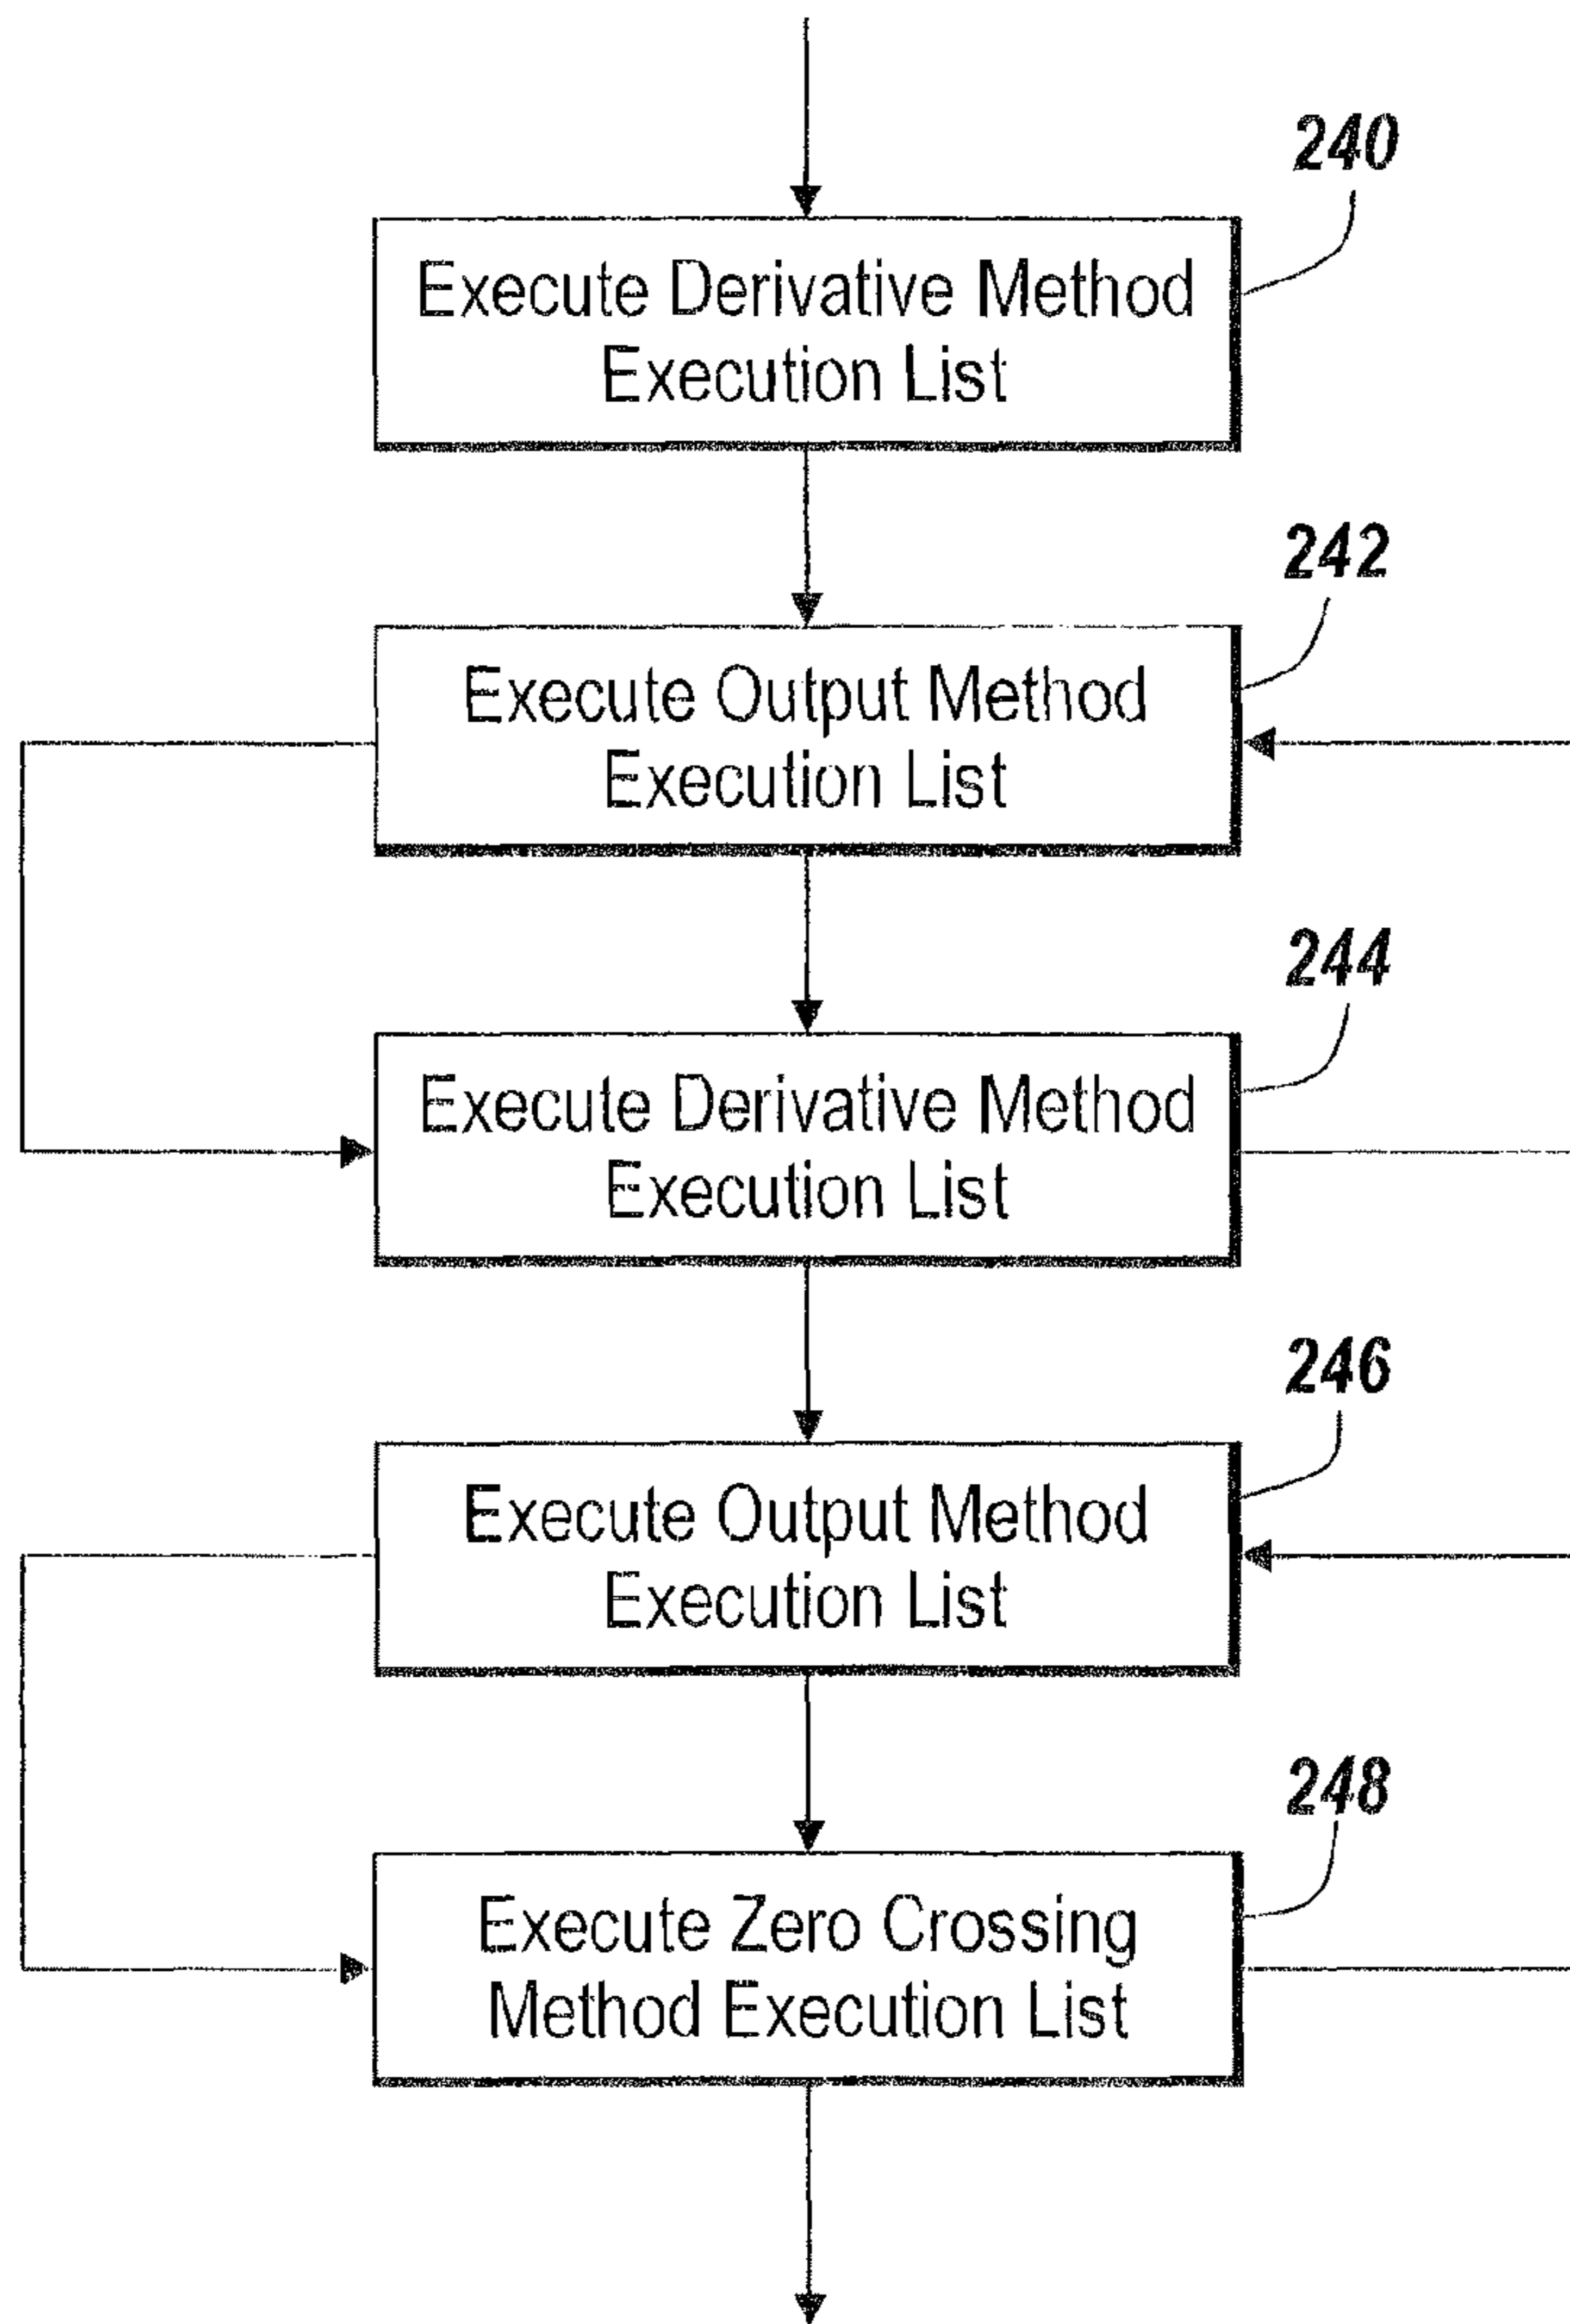 240
Execute Derivative Method
Execution List
242
Execute Output Method
Execution List
244
Execute Derivative Method
Execution List
246
Execute Output Method
Execution List
248
Execute Zero Crossing
Method Execution List